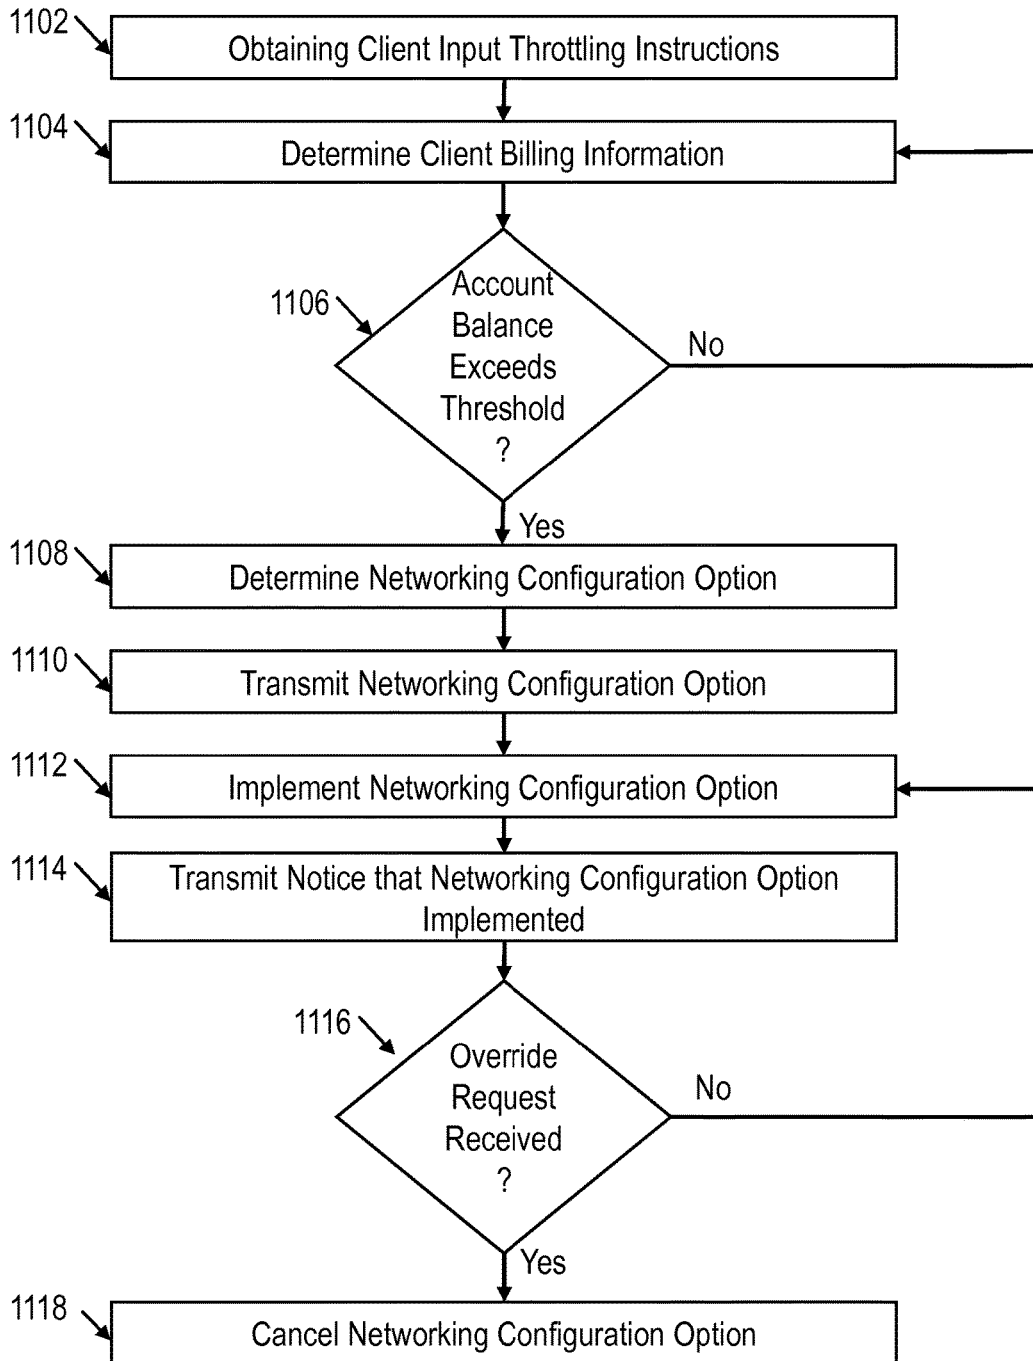 1102
Obtaining Client Input Throttling Instructions
1104
Determine Client Billing Information
1106
Account
Balance
Exceeds
Threshold
?
No
Yes
1108
Determine Networking Configuration Option
1110
Transmit Networking Configuration Option
1112
Implement Networking Configuration Option
1114
Transmit Notice that Networking Configuration Option
Implemented
1116
Override
Request
Received
?
No
Yes
1118
Cancel Networking Configuration Option